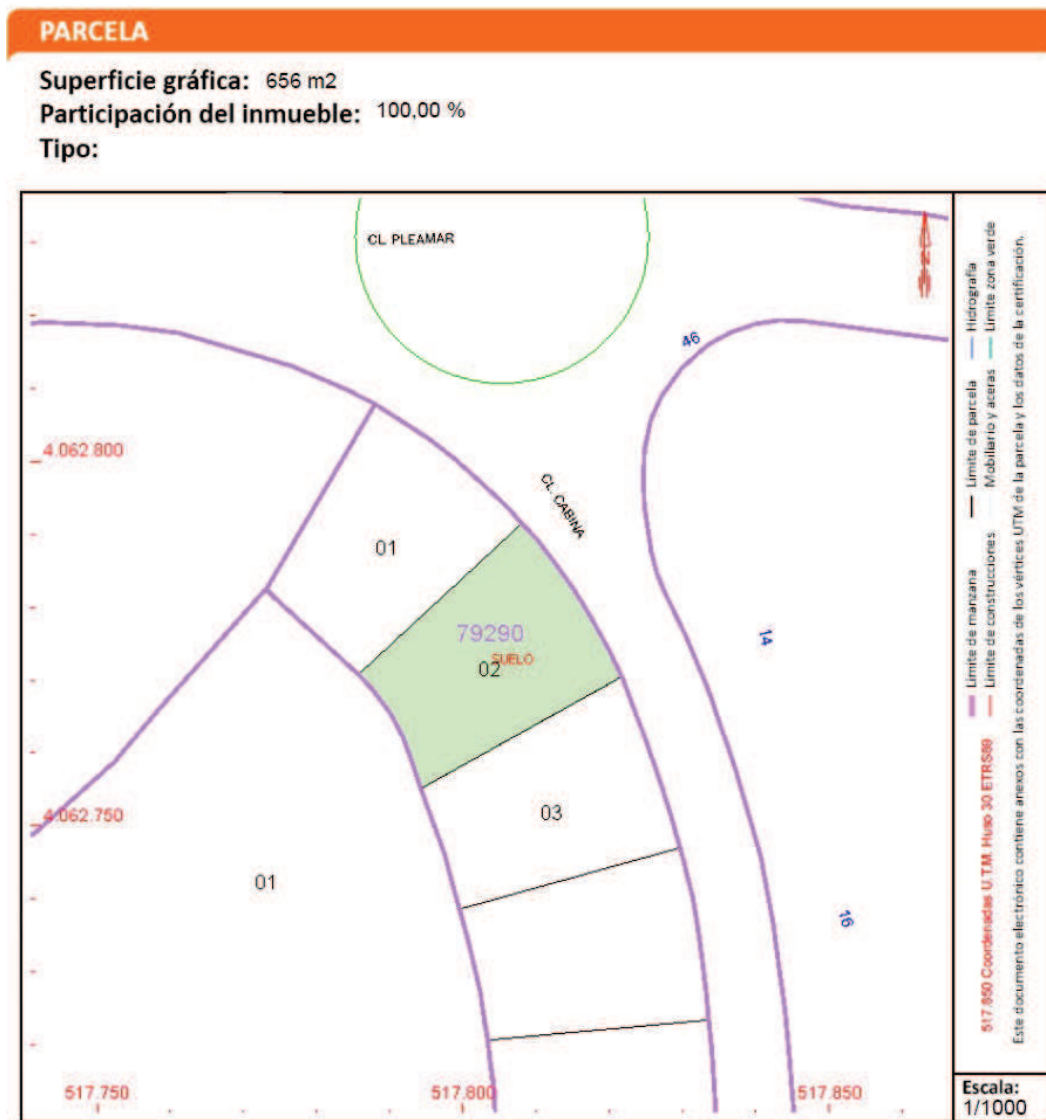 PARCELA
Superficie gráfica: 656 m2
Participación del inmueble: 100,00 %
Tipo:
CL PLEAMAR
46
4.062.800
CL CABINA
01
79290
SUELO
02
14
4.062.750
03
01
16
517.750
517.800
517.850
Hidrografía
Límite zona verde
Límite de parcela
Mobiliario y aceras
Límite de manzana
Límite de construcciones
517.850 Coordenadas U.T.M. Huso 30 ETRS89
Este documento electrónico contiene anexos con las coordenadas de los vértices UTM de la parcela y los datos de la certificación.
Escala:
1/1000